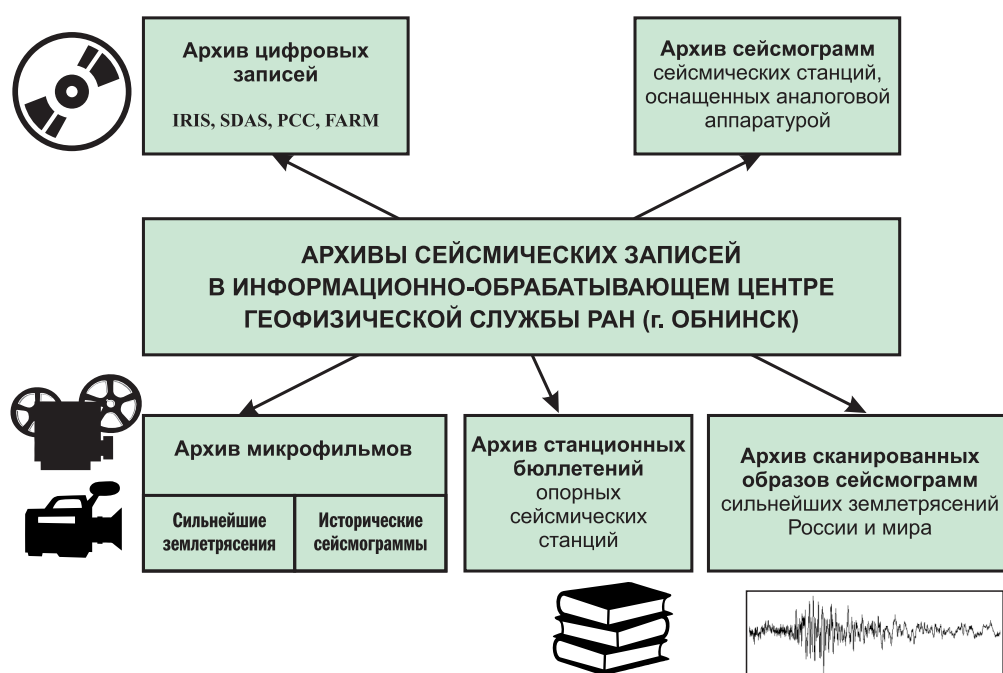 Архив цифровых
записей
IRIS, SDAS, PCC, FARM
Архив сейсмограмм
сейсмических станций,
оснащенных аналоговой
аппаратурой
АРХИВЫ СЕЙСМИЧЕСКИХ ЗАПИСЕЙ
В ИНФОРМАЦИОННО-ОБРАБАТЫВАЮЩЕМ ЦЕНТРЕ
ГЕОФИЗИЧЕСКОЙ СЛУЖБЫ РАН (г. ОБНИНСК)
Архив микрофильмов
Сильнейшие
землетрясения
Исторические
сейсмограммы
Архив станционных
бюллетений
опорных
сейсмических
станций
Архив сканированных
образов сейсмограмм
сильнейших землетрясений
России и мира